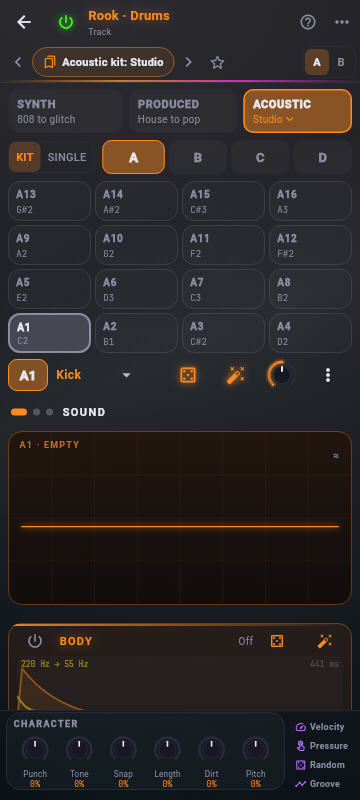 Rook · Drums
Track
Acoustic kit: Studio
A B
SYNTH
808 to glitch
PRODUCED
House to pop
ACOUSTIC
Studio
KIT SINGLE
A B C D
A13 A14 A15 A16
G#2 A#2 C#3 A3
A9 A10 A11 A12
A2 G2 F2 F#2
A5 A6 A7 A8
E2 D3 C3 B2
A1 A2 A3 A4
C2 B1 C#2 D2
A1 Kick
SOUND
A1 · EMPTY
≈
BODY Off
220 Hz → 55 Hz 441 ms
CHARACTER
Punch Tone Snap Length Dirt Pitch
0% 0% 0% 0% 0% 0%
Velocity
Pressure
Random
Groove